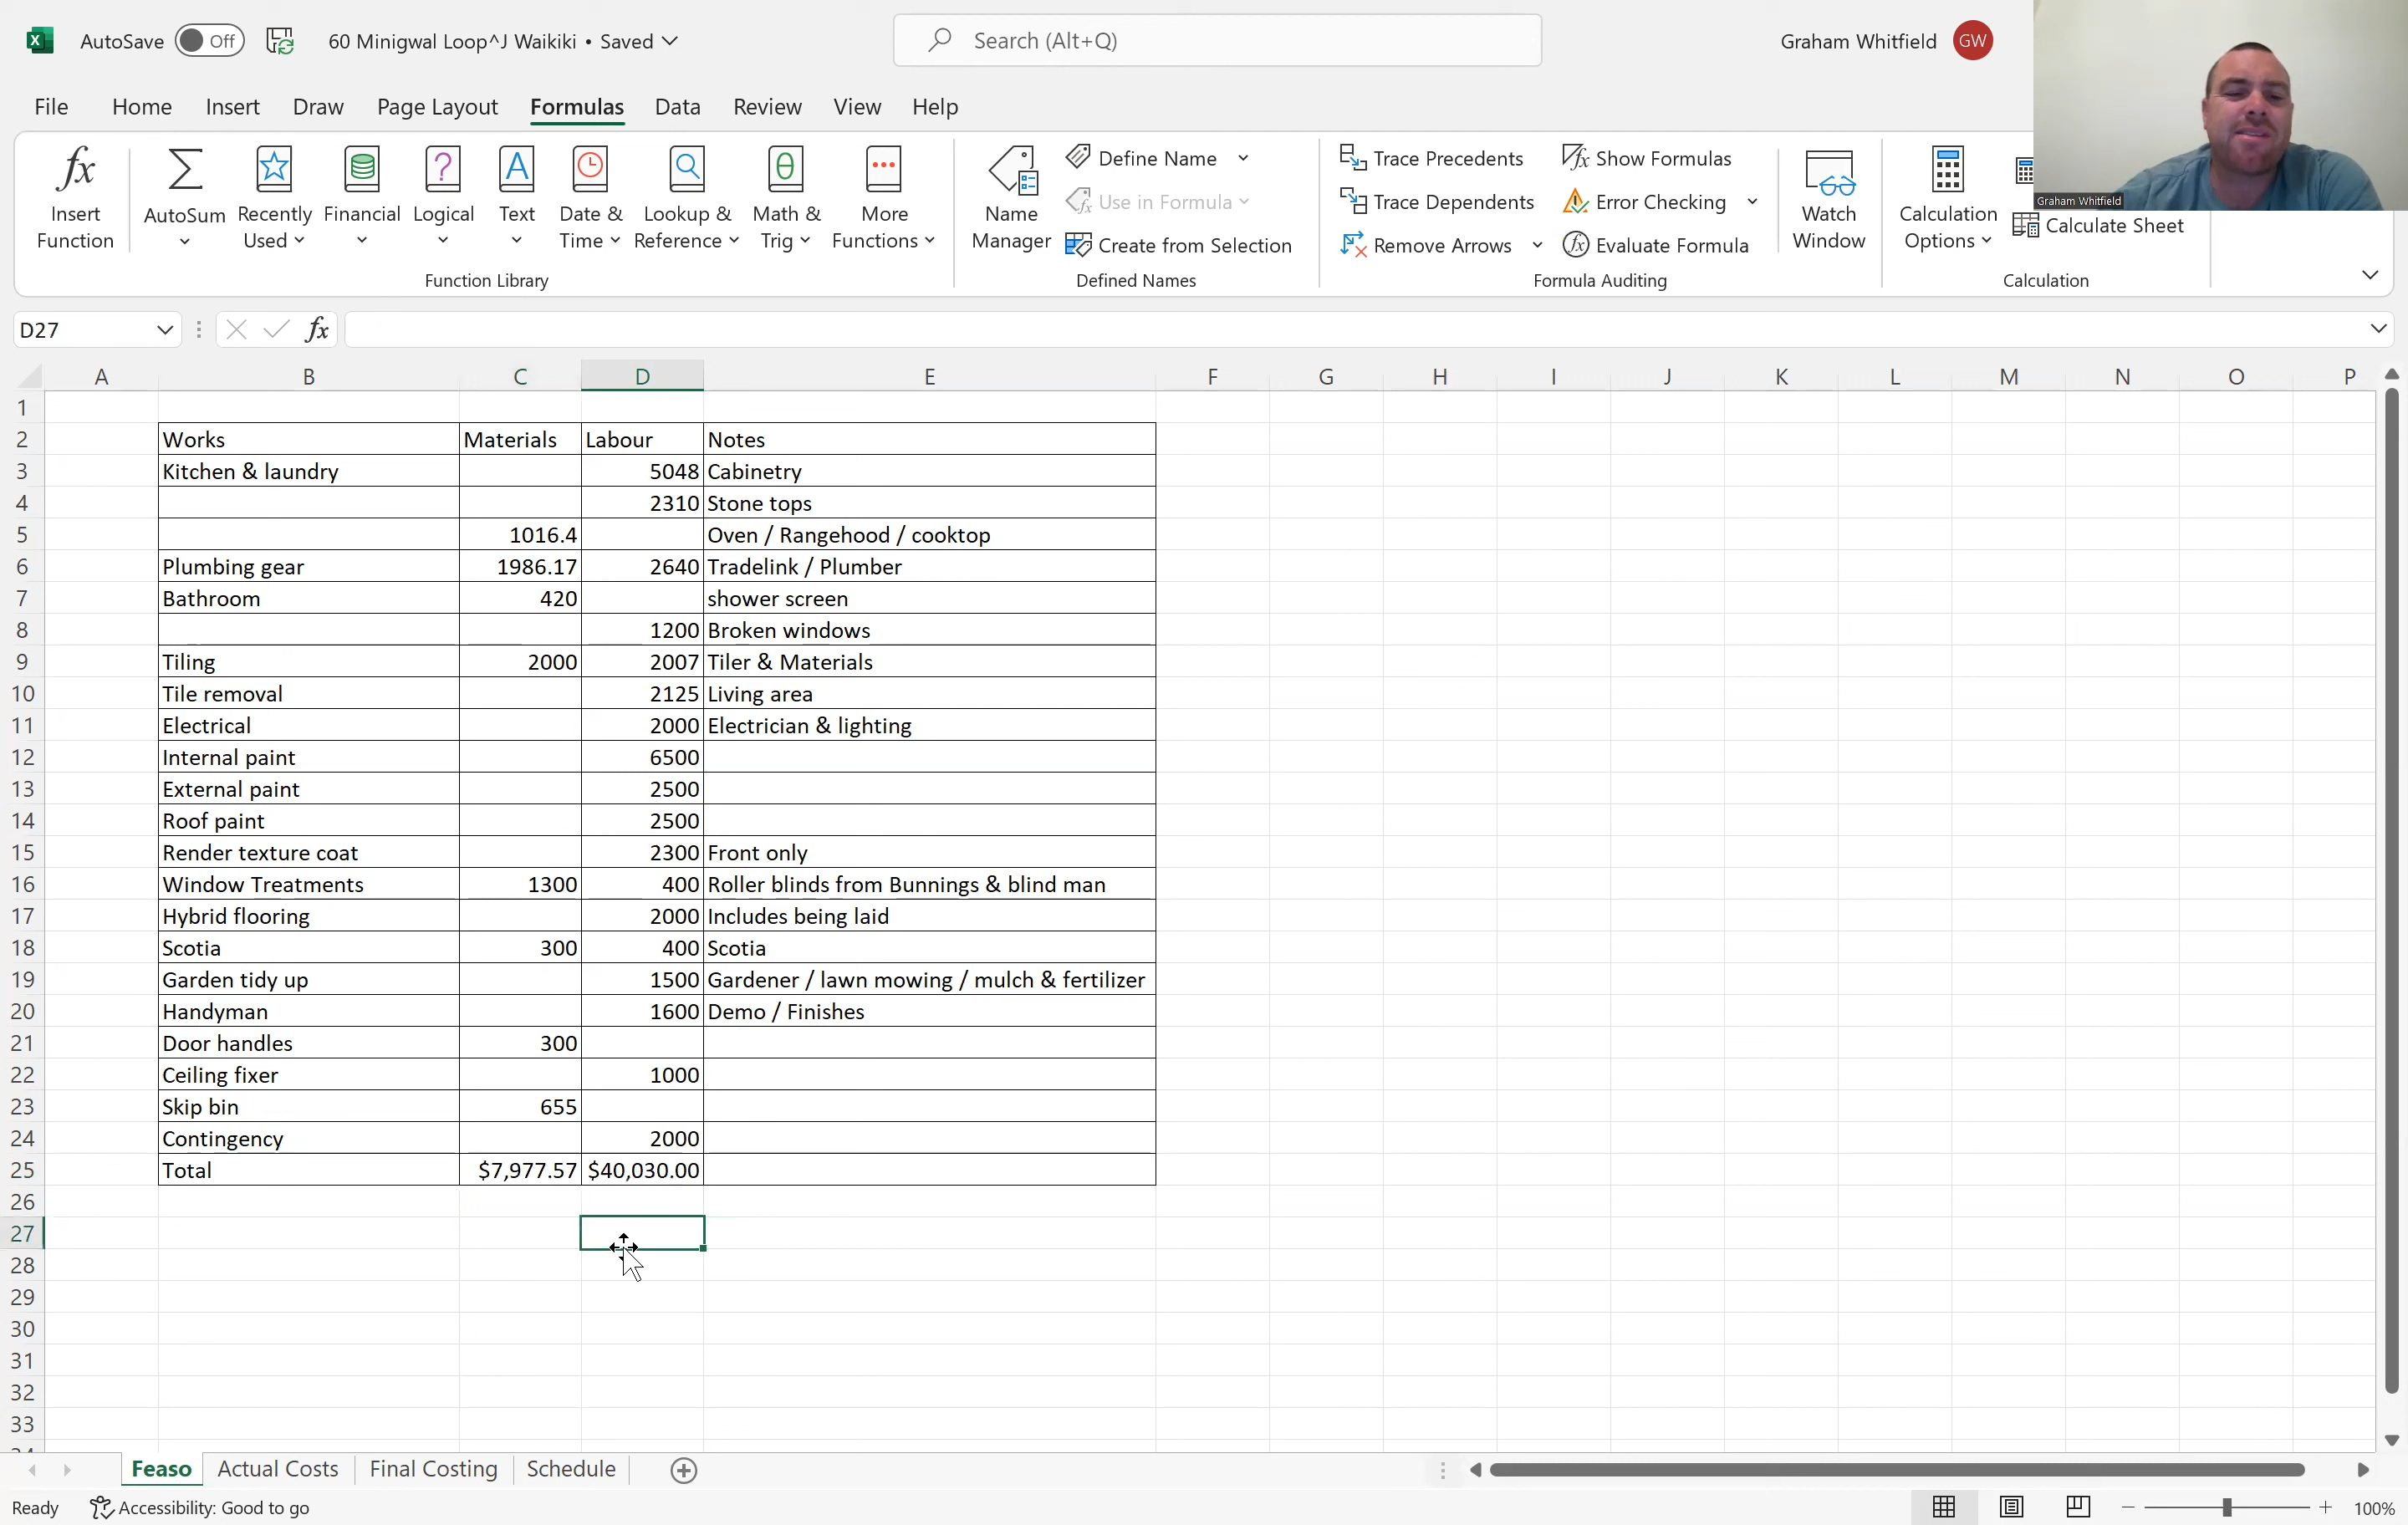 AutoSave Off 60 Minigwal Loop^J Waikiki • Saved Search (Alt+Q) Graham Whitfield GW
File Home Insert Draw Page Layout Formulas Data Review View Help
Insert Function AutoSum Recently Used Financial Logical Text Date & Time Lookup & Reference Math & Trig More Functions
Function Library
Name Manager Define Name Use in Formula Create from Selection
Defined Names
Trace Precedents Show Formulas
Trace Dependents Error Checking
Remove Arrows Evaluate Formula
Formula Auditing
Watch Window
Calculation Options Calculate Sheet
Calculation
Graham Whitfield
D27 fx
A B C D E F G H I J K L M N O P
1
2 Works Materials Labour Notes
3 Kitchen & laundry 5048 Cabinetry
4 2310 Stone tops
5 1016.4 Oven / Rangehood / cooktop
6 Plumbing gear 1986.17 2640 Tradelink / Plumber
7 Bathroom 420 shower screen
8 1200 Broken windows
9 Tiling 2000 2007 Tiler & Materials
10 Tile removal 2125 Living area
11 Electrical 2000 Electrician & lighting
12 Internal paint 6500
13 External paint 2500
14 Roof paint 2500
15 Render texture coat 2300 Front only
16 Window Treatments 1300 400 Roller blinds from Bunnings & blind man
17 Hybrid flooring 2000 Includes being laid
18 Scotia 300 400 Scotia
19 Garden tidy up 1500 Gardener / lawn mowing / mulch & fertilizer
20 Handyman 1600 Demo / Finishes
21 Door handles 300
22 Ceiling fixer 1000
23 Skip bin 655
24 Contingency 2000
25 Total $7,977.57 $40,030.00
26
27
28
29
30
31
32
33
Feaso Actual Costs Final Costing Schedule
Ready Accessibility: Good to go 100%